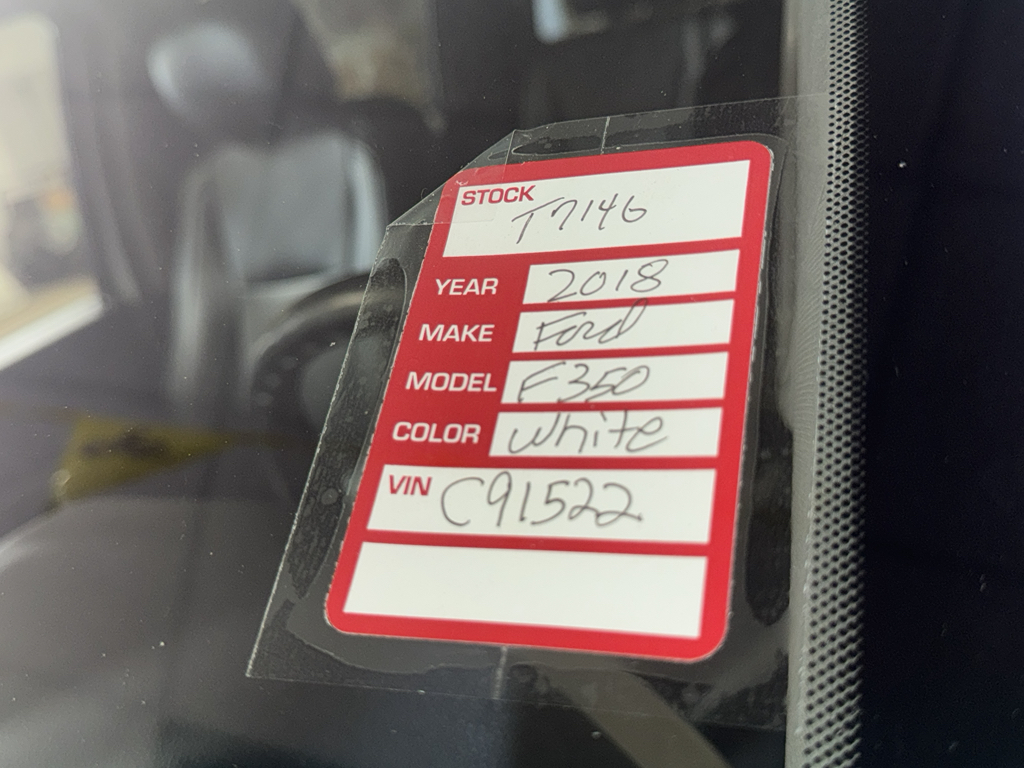 STOCK T7146
YEAR 2018
MAKE Ford
MODEL F350
COLOR White
VIN C91522